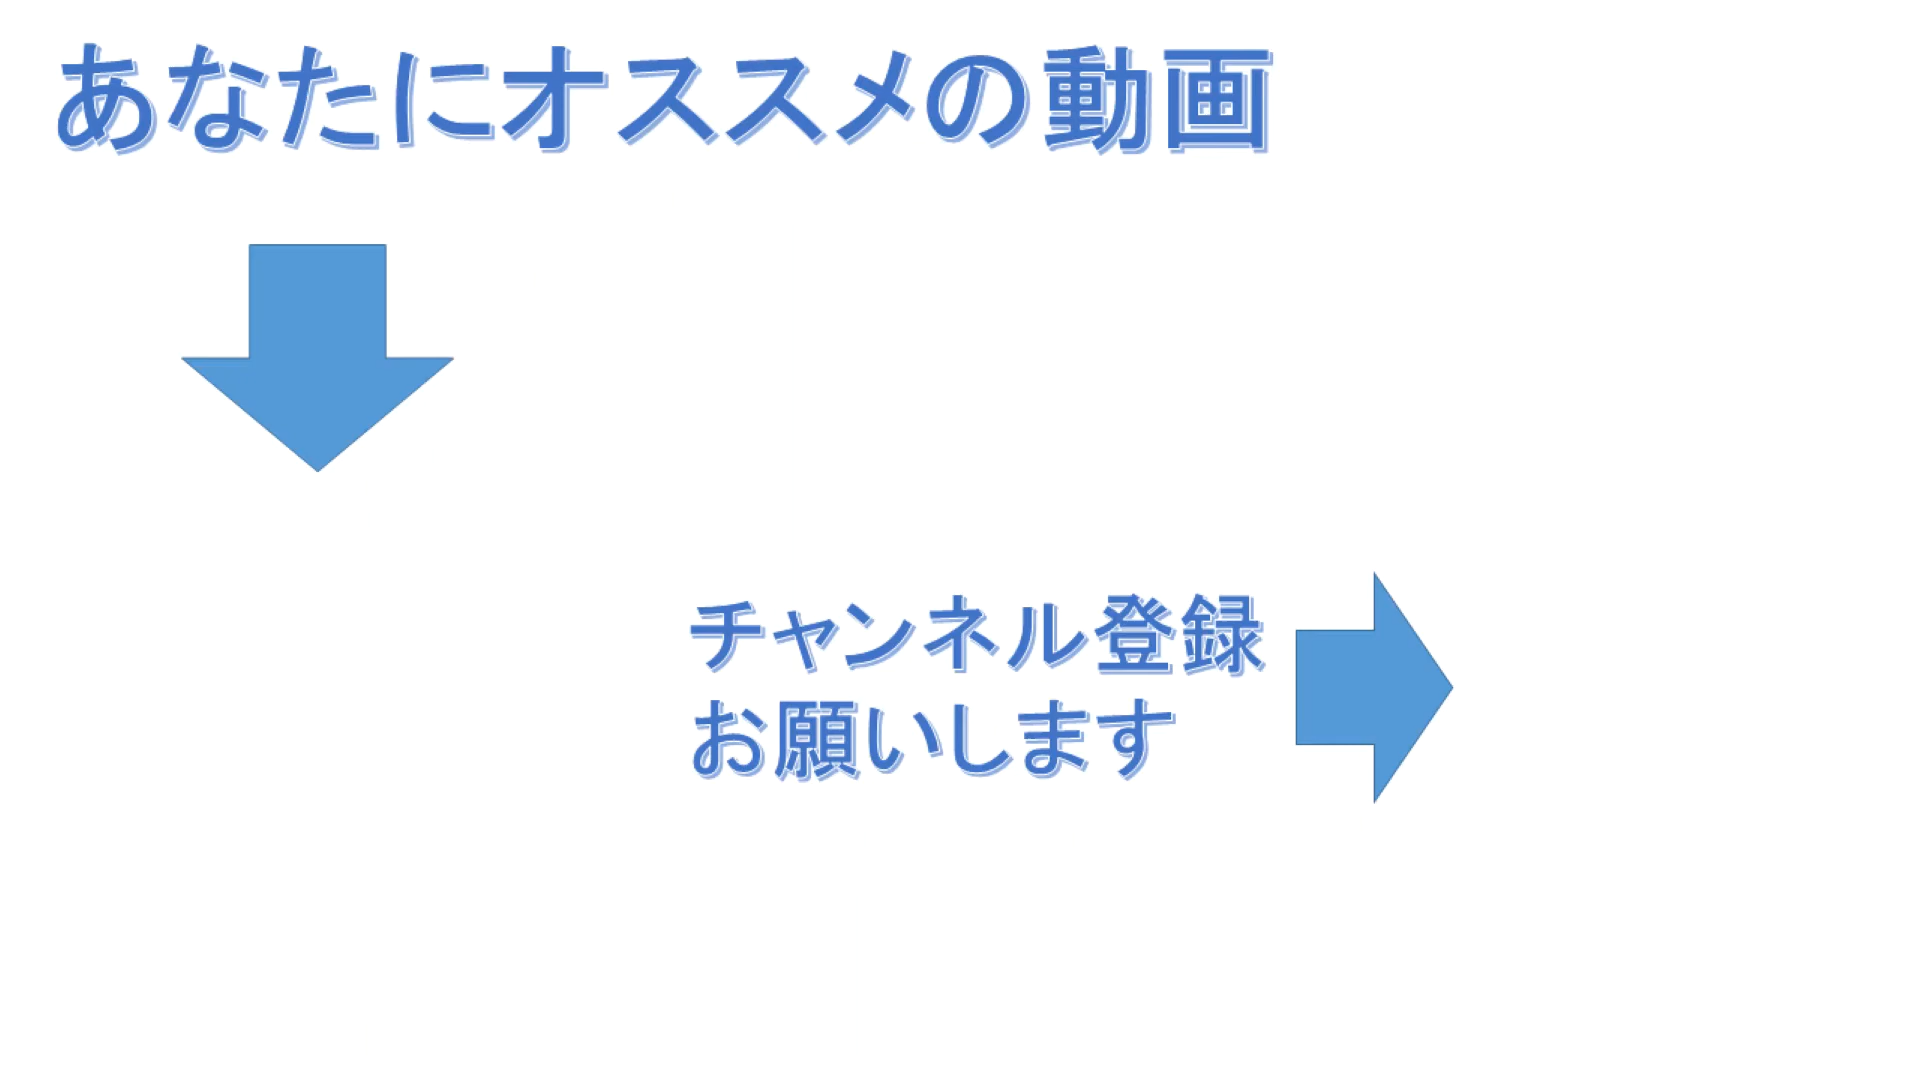 あなたにオススメの動画
チャンネル登録
お願いします